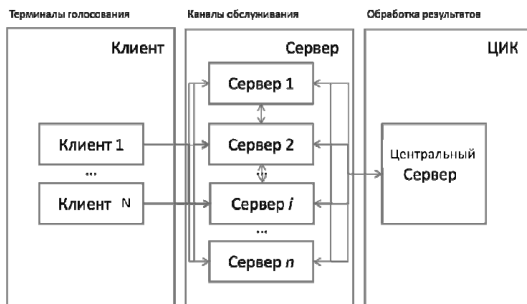 Терминалы голосования
Каналы обслуживания
Обработка результатов
Клиент
Сервер
ЦИК
Сервер 1
Клиент 1
Сервер 2
Центральный
Сервер
...
...
Клиент N
Сервер i
...
Сервер n